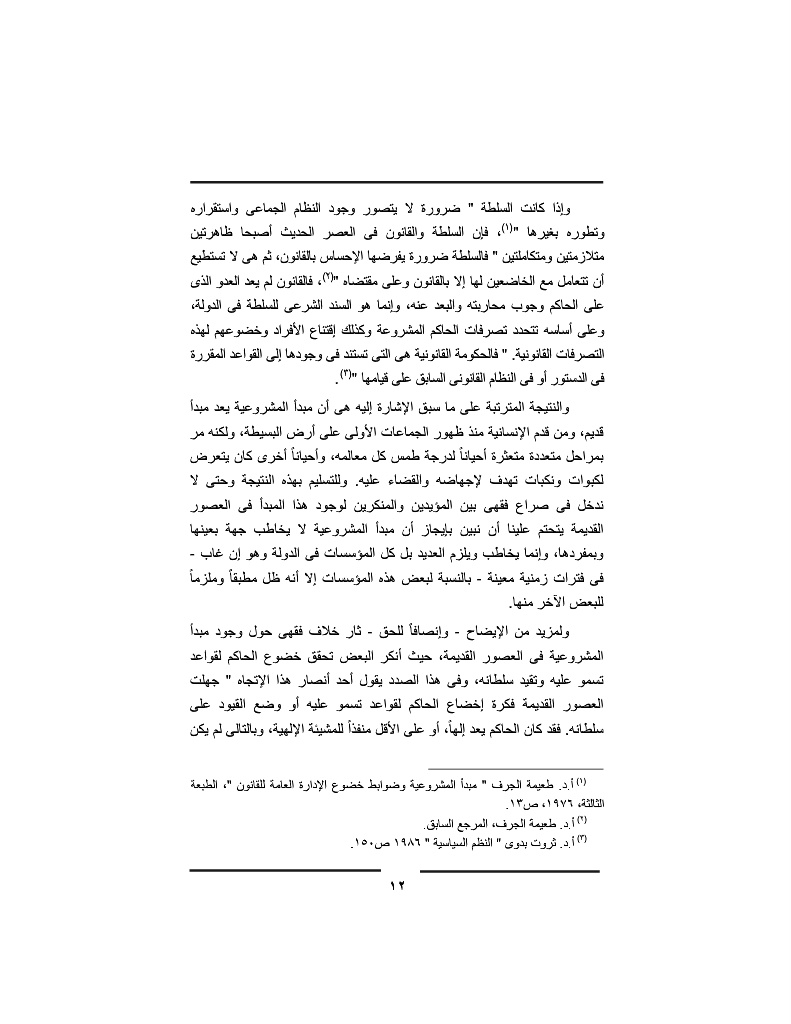 وإذا كانت السلطة " ضرورة لا يتصور وجود النظام الجماعى واستقراره
وتطوره بغيرها "(١)، فإن السلطة والقانون فى العصر الحديث أصبحا ظاهرتين
متلازمتين ومتكاملتين " فالسلطة ضرورة يفرضها الإحساس بالقانون، ثم هى لا تستطيع
أن تتعامل مع الخاضعين لها إلا بالقانون وعلى مقتضاه "(٢)، فالقانون لم يعد العدو الذى
على الحاكم وجوب محاربته والبعد عنه، وإنما هو السند الشرعى للسلطة فى الدولة،
وعلى أساسه تتحدد تصرفات الحاكم المشروعة وكذلك إقتناع الأفراد وخضوعهم لهذه
التصرفات القانونية. " فالحكومة القانونية هى التى تستند فى وجودها إلى القواعد المقررة
فى الدستور أو فى النظام القانونى السابق على قيامها "(٣).
والنتيجة المترتبة على ما سبق الإشارة إليه هى أن مبدأ المشروعية يعد مبدأ
قديم، ومن قدم الإنسانية منذ ظهور الجماعات الأولى على أرض البسيطة، ولكنه مر
بمراحل متعددة متعثرة أحياناً لدرجة طمس كل معالمه، وأحياناً أخرى كان يتعرض
لكبوات ونكبات تهدف لإجهاضه والقضاء عليه. وللتسليم بهذه النتيجة وحتى لا
ندخل فى صراع فقهى بين المؤيدين والمنكرين لوجود هذا المبدأ فى العصور
القديمة يتحتم علينا أن نبين بإيجاز أن مبدأ المشروعية لا يخاطب جهة بعينها
وبمفردها، وإنما يخاطب ويلزم العديد بل كل المؤسسات فى الدولة وهو إن غاب -
فى فترات زمنية معينة - بالنسبة لبعض هذه المؤسسات إلا أنه ظل مطبقاً وملزماً
للبعض الآخر منها.
ولمزيد من الإيضاح - وإنصافاً للحق - ثار خلاف فقهى حول وجود مبدأ
المشروعية فى العصور القديمة، حيث أنكر البعض تحقق خضوع الحاكم لقواعد
تسمو عليه وتقيد سلطانه، وفى هذا الصدد يقول أحد أنصار هذا الإتجاه " جهلت
العصور القديمة فكرة إخضاع الحاكم لقواعد تسمو عليه أو وضع القيود على
سلطانه. فقد كان الحاكم يعد إلهاً، أو على الأقل منفذاً للمشيئة الإلهية، وبالتالى لم يكن
(١) أ.د. طعيمة الجرف " مبدأ المشروعية وضوابط خضوع الإدارة العامة للقانون "، الطبعة
الثالثة، ١٩٧٦، ص١٣.
(٢) أ.د. طعيمة الجرف، المرجع السابق.
(٣) أ.د. ثروت بدوى " النظم السياسية " ١٩٨٦ ص١٥٠.
١٢